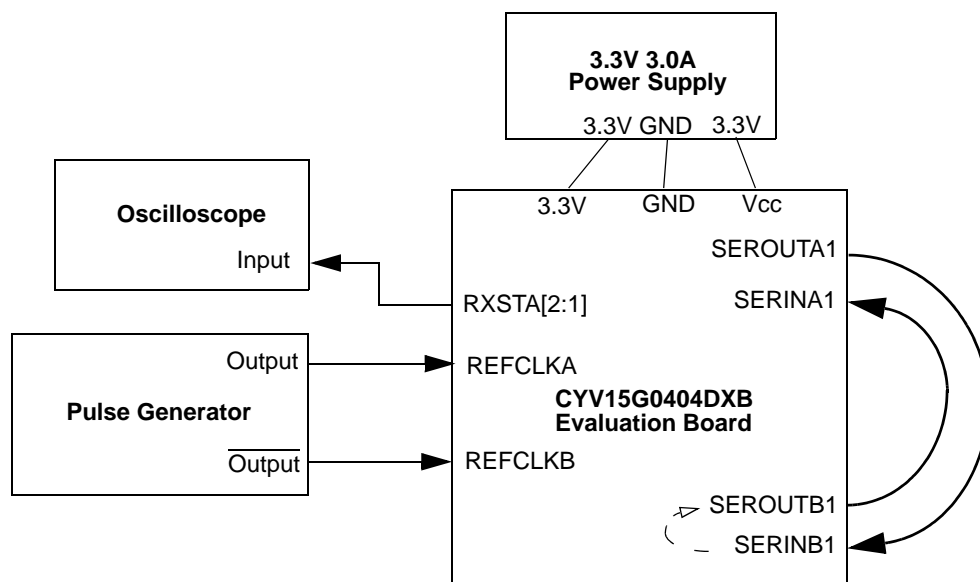 3.3V 3.0A
Power Supply
3.3V GND 3.3V
3.3V GND Vcc
Oscilloscope
Input
SEROUTA1
SERINA1
RXSTA[2:1]
Output
REFCLKA
Pulse Generator
CYV15G0404DXB
Evaluation Board
Output
REFCLKB
SEROUTB1
SERINB1